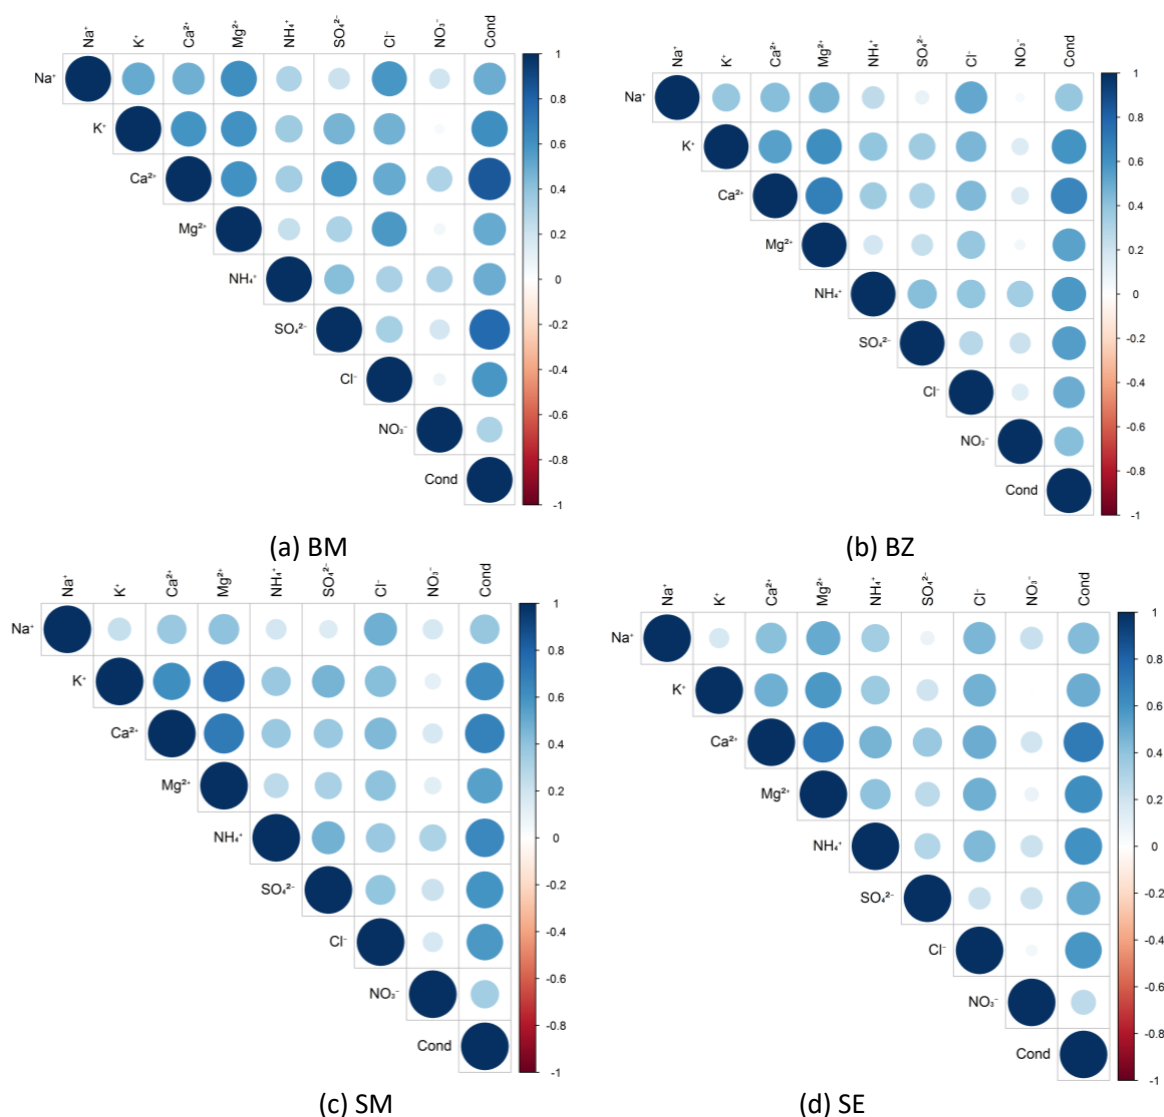 Na⁺ K⁺ Ca²⁺ Mg²⁺ NH₄⁺ SO₄²⁻ Cl⁻ NO₃⁻ Cond
Na⁺
K⁺
Ca²⁺
Mg²⁺
NH₄⁺
SO₄²⁻
Cl⁻
NO₃⁻
Cond
1
0.8
0.6
0.4
0.2
0
-0.2
-0.4
-0.6
-0.8
-1
(a) BM
Na⁺ K⁺ Ca²⁺ Mg²⁺ NH₄⁺ SO₄²⁻ Cl⁻ NO₃⁻ Cond
Na⁺
K⁺
Ca²⁺
Mg²⁺
NH₄⁺
SO₄²⁻
Cl⁻
NO₃⁻
Cond
1
0.8
0.6
0.4
0.2
0
-0.2
-0.4
-0.6
-0.8
-1
(b) BZ
Na⁺ K⁺ Ca²⁺ Mg²⁺ NH₄⁺ SO₄²⁻ Cl⁻ NO₃⁻ Cond
Na⁺
K⁺
Ca²⁺
Mg²⁺
NH₄⁺
SO₄²⁻
Cl⁻
NO₃⁻
Cond
1
0.8
0.6
0.4
0.2
0
-0.2
-0.4
-0.6
-0.8
-1
(c) SM
Na⁺ K⁺ Ca²⁺ Mg²⁺ NH₄⁺ SO₄²⁻ Cl⁻ NO₃⁻ Cond
Na⁺
K⁺
Ca²⁺
Mg²⁺
NH₄⁺
SO₄²⁻
Cl⁻
NO₃⁻
Cond
1
0.8
0.6
0.4
0.2
0
-0.2
-0.4
-0.6
-0.8
-1
(d) SE